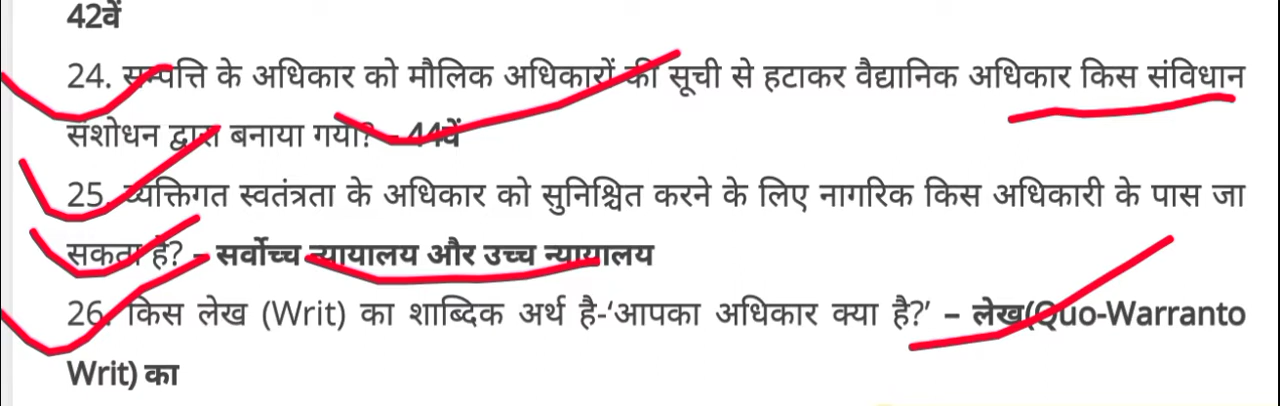 42वें
24. सम्पत्ति के अधिकार को मौलिक अधिकारों की सूची से हटाकर वैद्यानिक अधिकार किस संविधान
संशोधन द्वारा बनाया गया? – 44वें
25. व्यक्तिगत स्वतंत्रता के अधिकार को सुनिश्चित करने के लिए नागरिक किस अधिकारी के पास जा
सकता है? – सर्वोच्च न्यायालय और उच्च न्यायालय
26. किस लेख (Writ) का शाब्दिक अर्थ है-‘आपका अधिकार क्या है?’ – लेख(Quo-Warranto
Writ) का